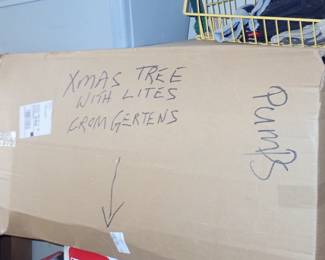 XMAS TREE
WITH LITES
FROM GERTENS
PUMPS